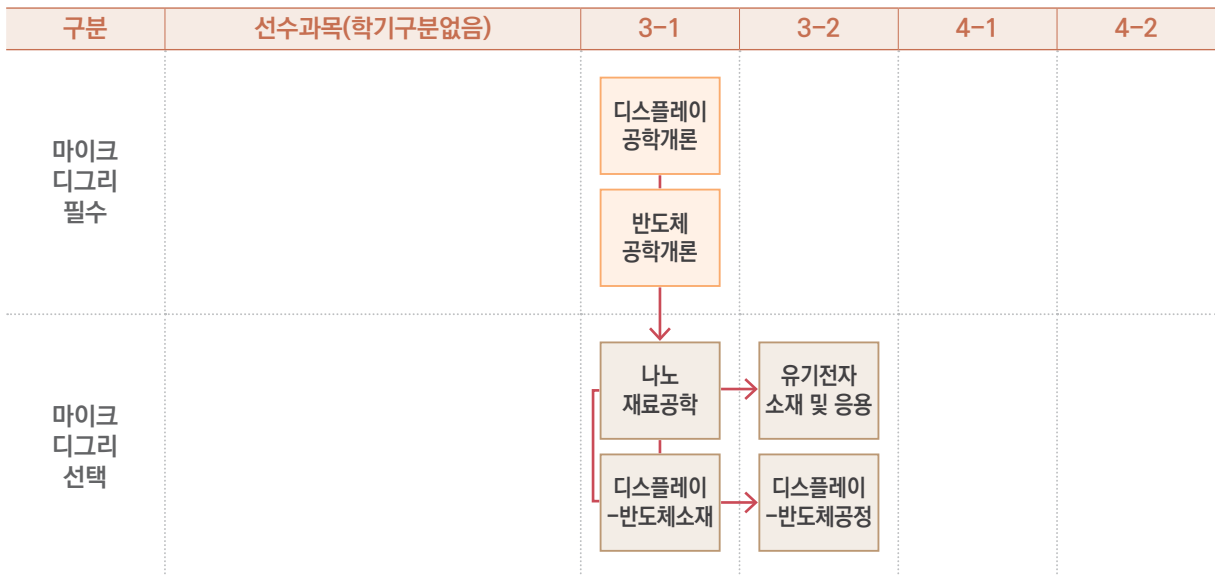 구분 선수과목(학기구분없음) 3-1 3-2 4-1 4-2
마이크
디그리
필수
디스플레이
공학개론
반도체
공학개론
마이크
디그리
선택
나노
재료공학
유기전자
소재 및 응용
디스플레이
-반도체소재
디스플레이
-반도체공정